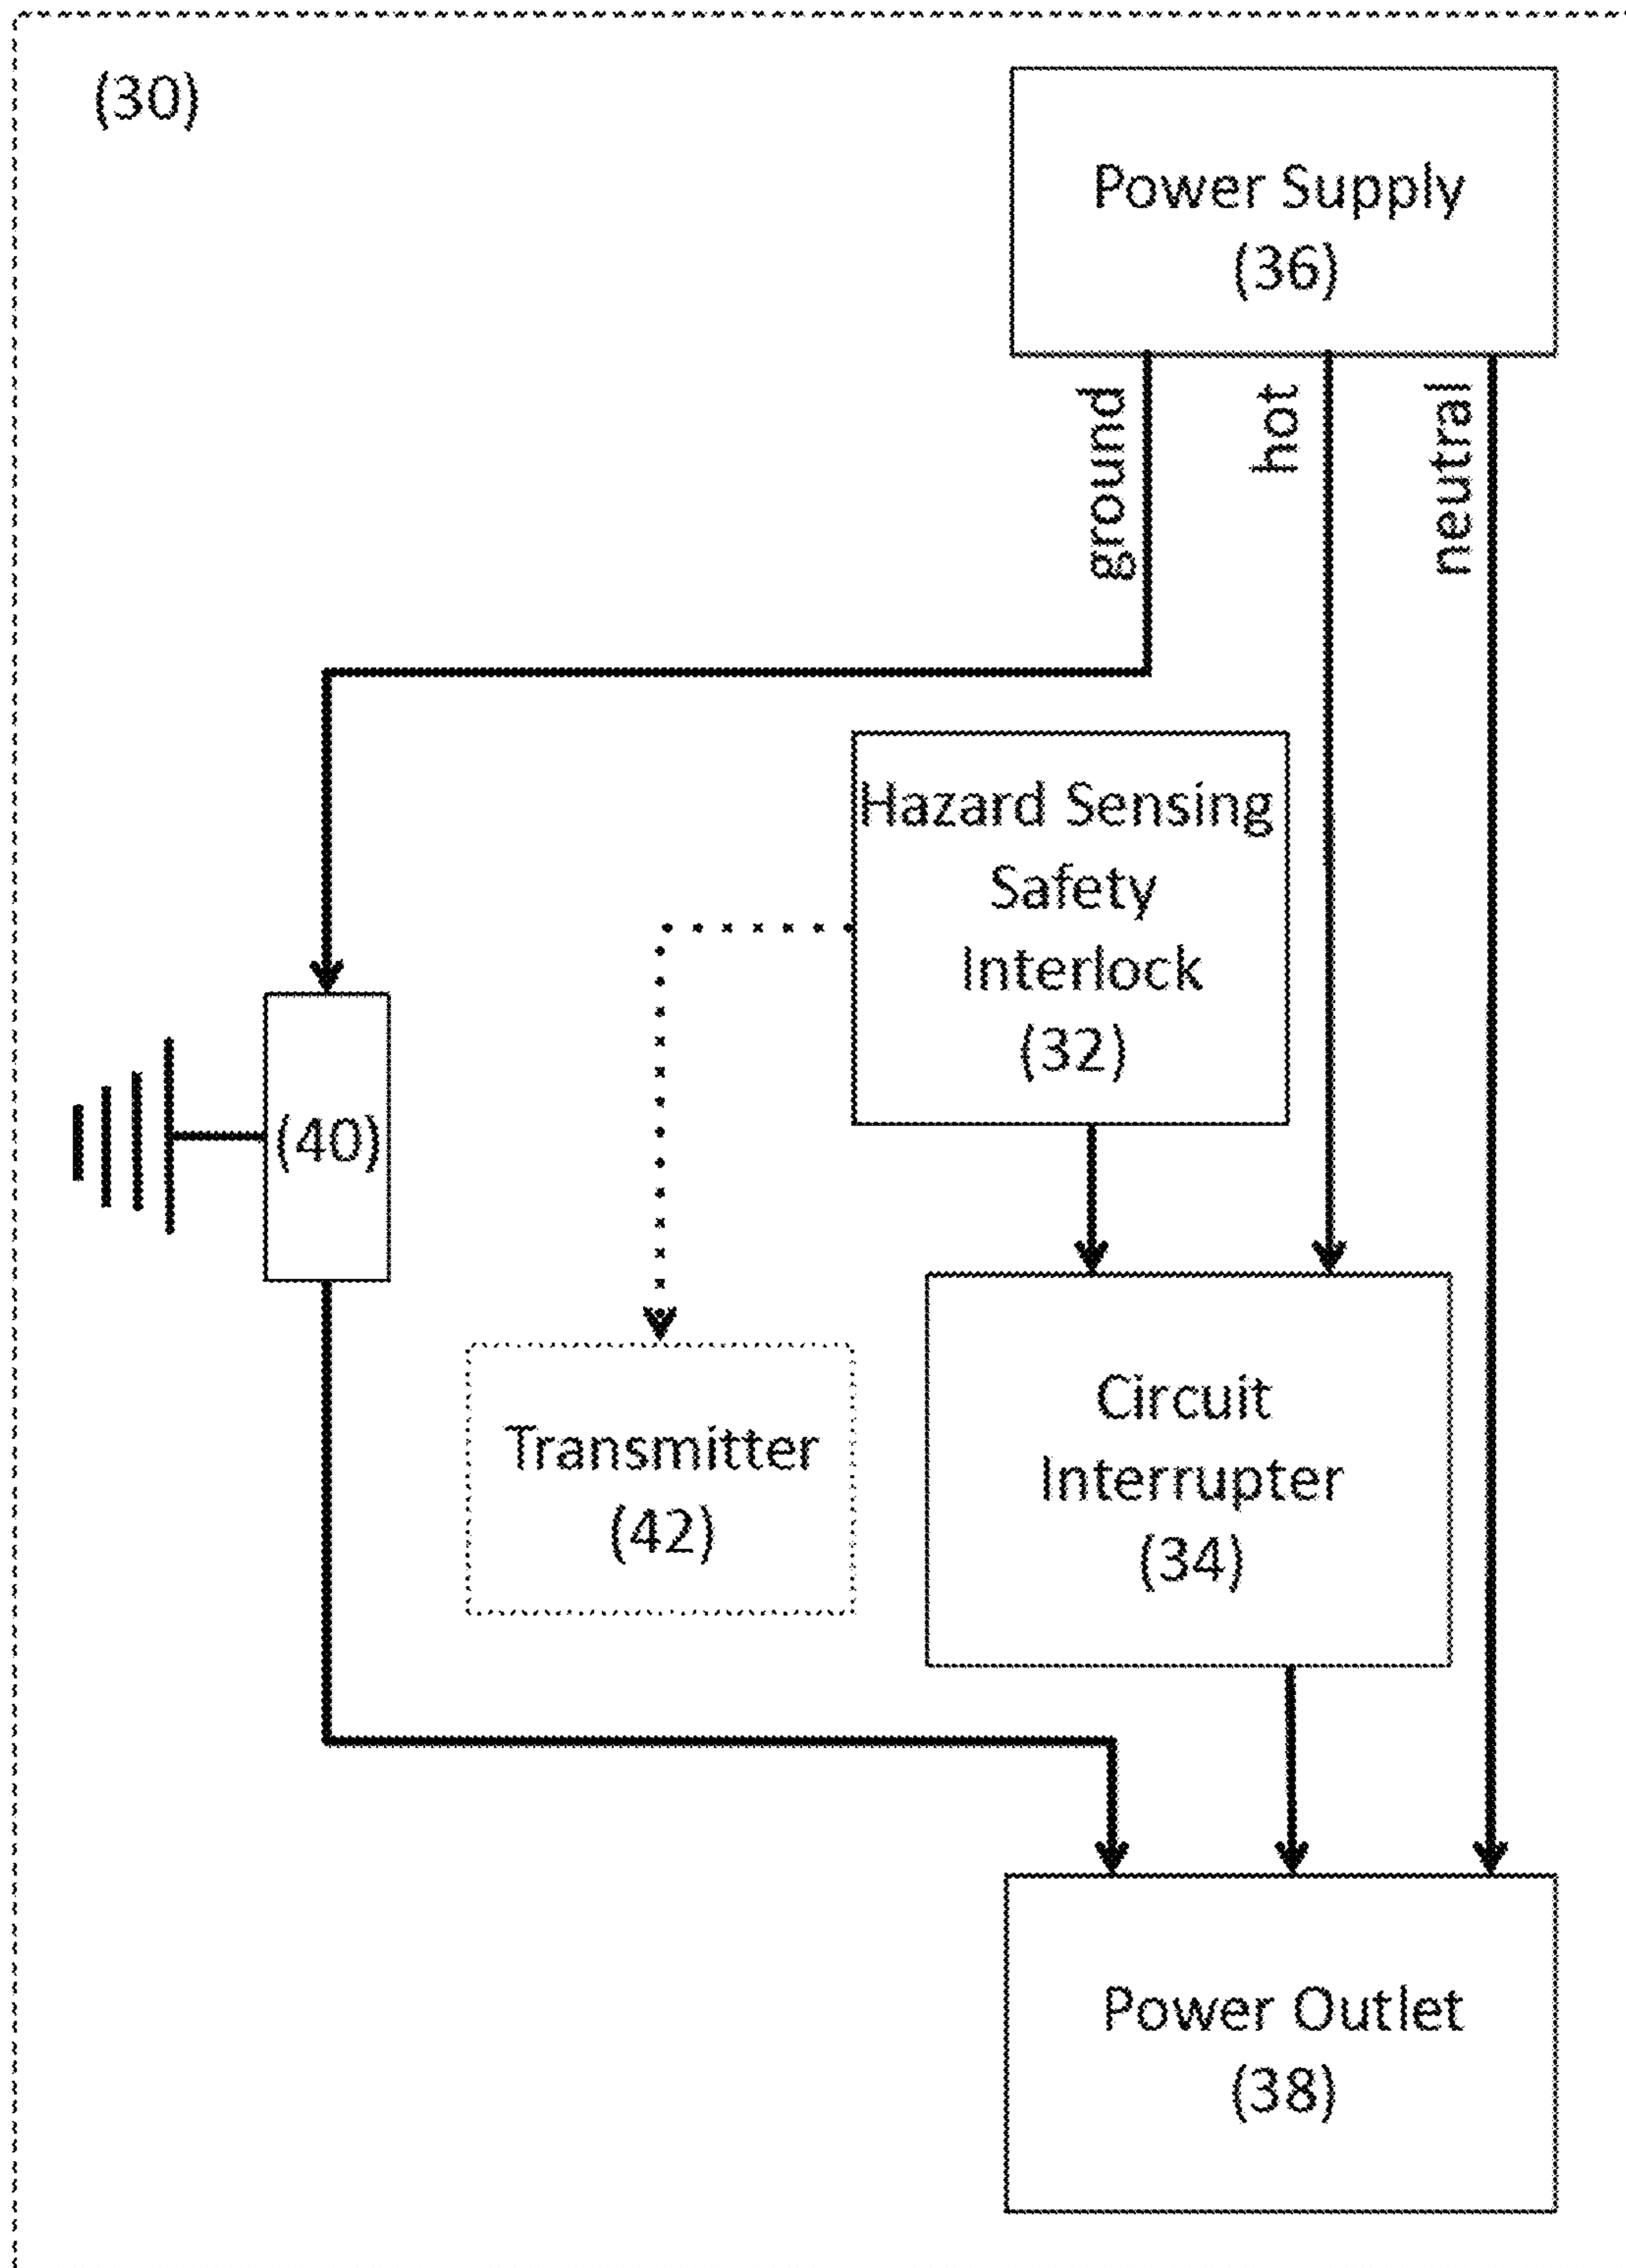 (30)
Power Supply
(36)
ground
hot
neutral
Hazard Sensing
Safety
Interlock
(32)
(40)
Transmitter
(42)
Circuit
Interrupter
(34)
Power Outlet
(38)